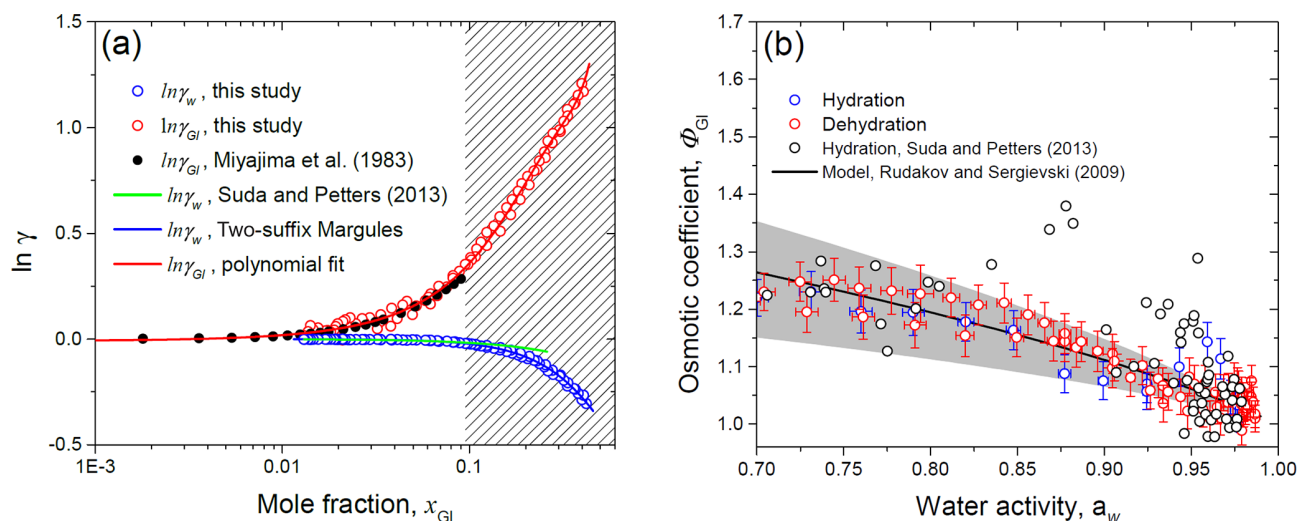 (a)
1.5
1.0
0.5
0.0
-0.5
ln γ
lnγw , this study
lnγGl , this study
lnγGl , Miyajima et al. (1983)
lnγw , Suda and Petters (2013)
lnγw , Two-suffix Margules
lnγGl , polynomial fit
1E-3 0.01 0.1
Mole fraction, xGl
(b)
1.7
1.6
1.5
1.4
1.3
1.2
1.1
1.0
Osmotic coefficient, ΦGl
Hydration
Dehydration
Hydration, Suda and Petters (2013)
Model, Rudakov and Sergievski (2009)
0.70 0.75 0.80 0.85 0.90 0.95 1.00
Water activity, aw